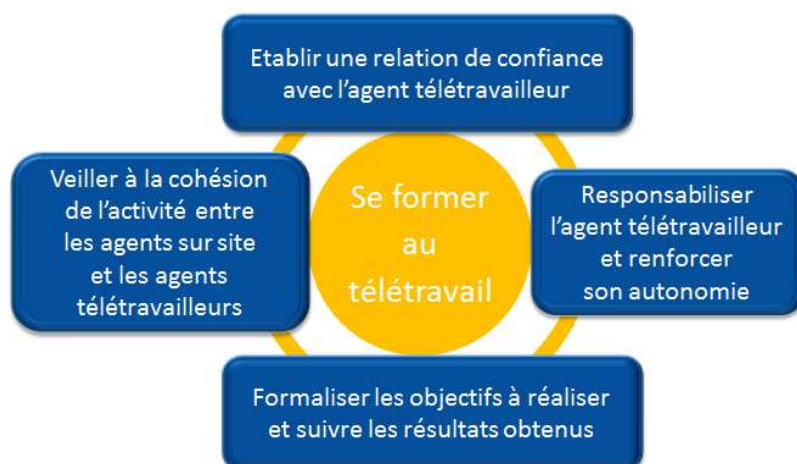 Etablir une relation de confiance
avec l'agent télétravailleur
Veiller à la cohésion
de l'activité entre
les agents sur site
et les agents
télétravailleurs
Se former
au
télétravail
Responsabiliser
l'agent télétravailleur
et renforcer
son autonomie
Formaliser les objectifs à réaliser
et suivre les résultats obtenus